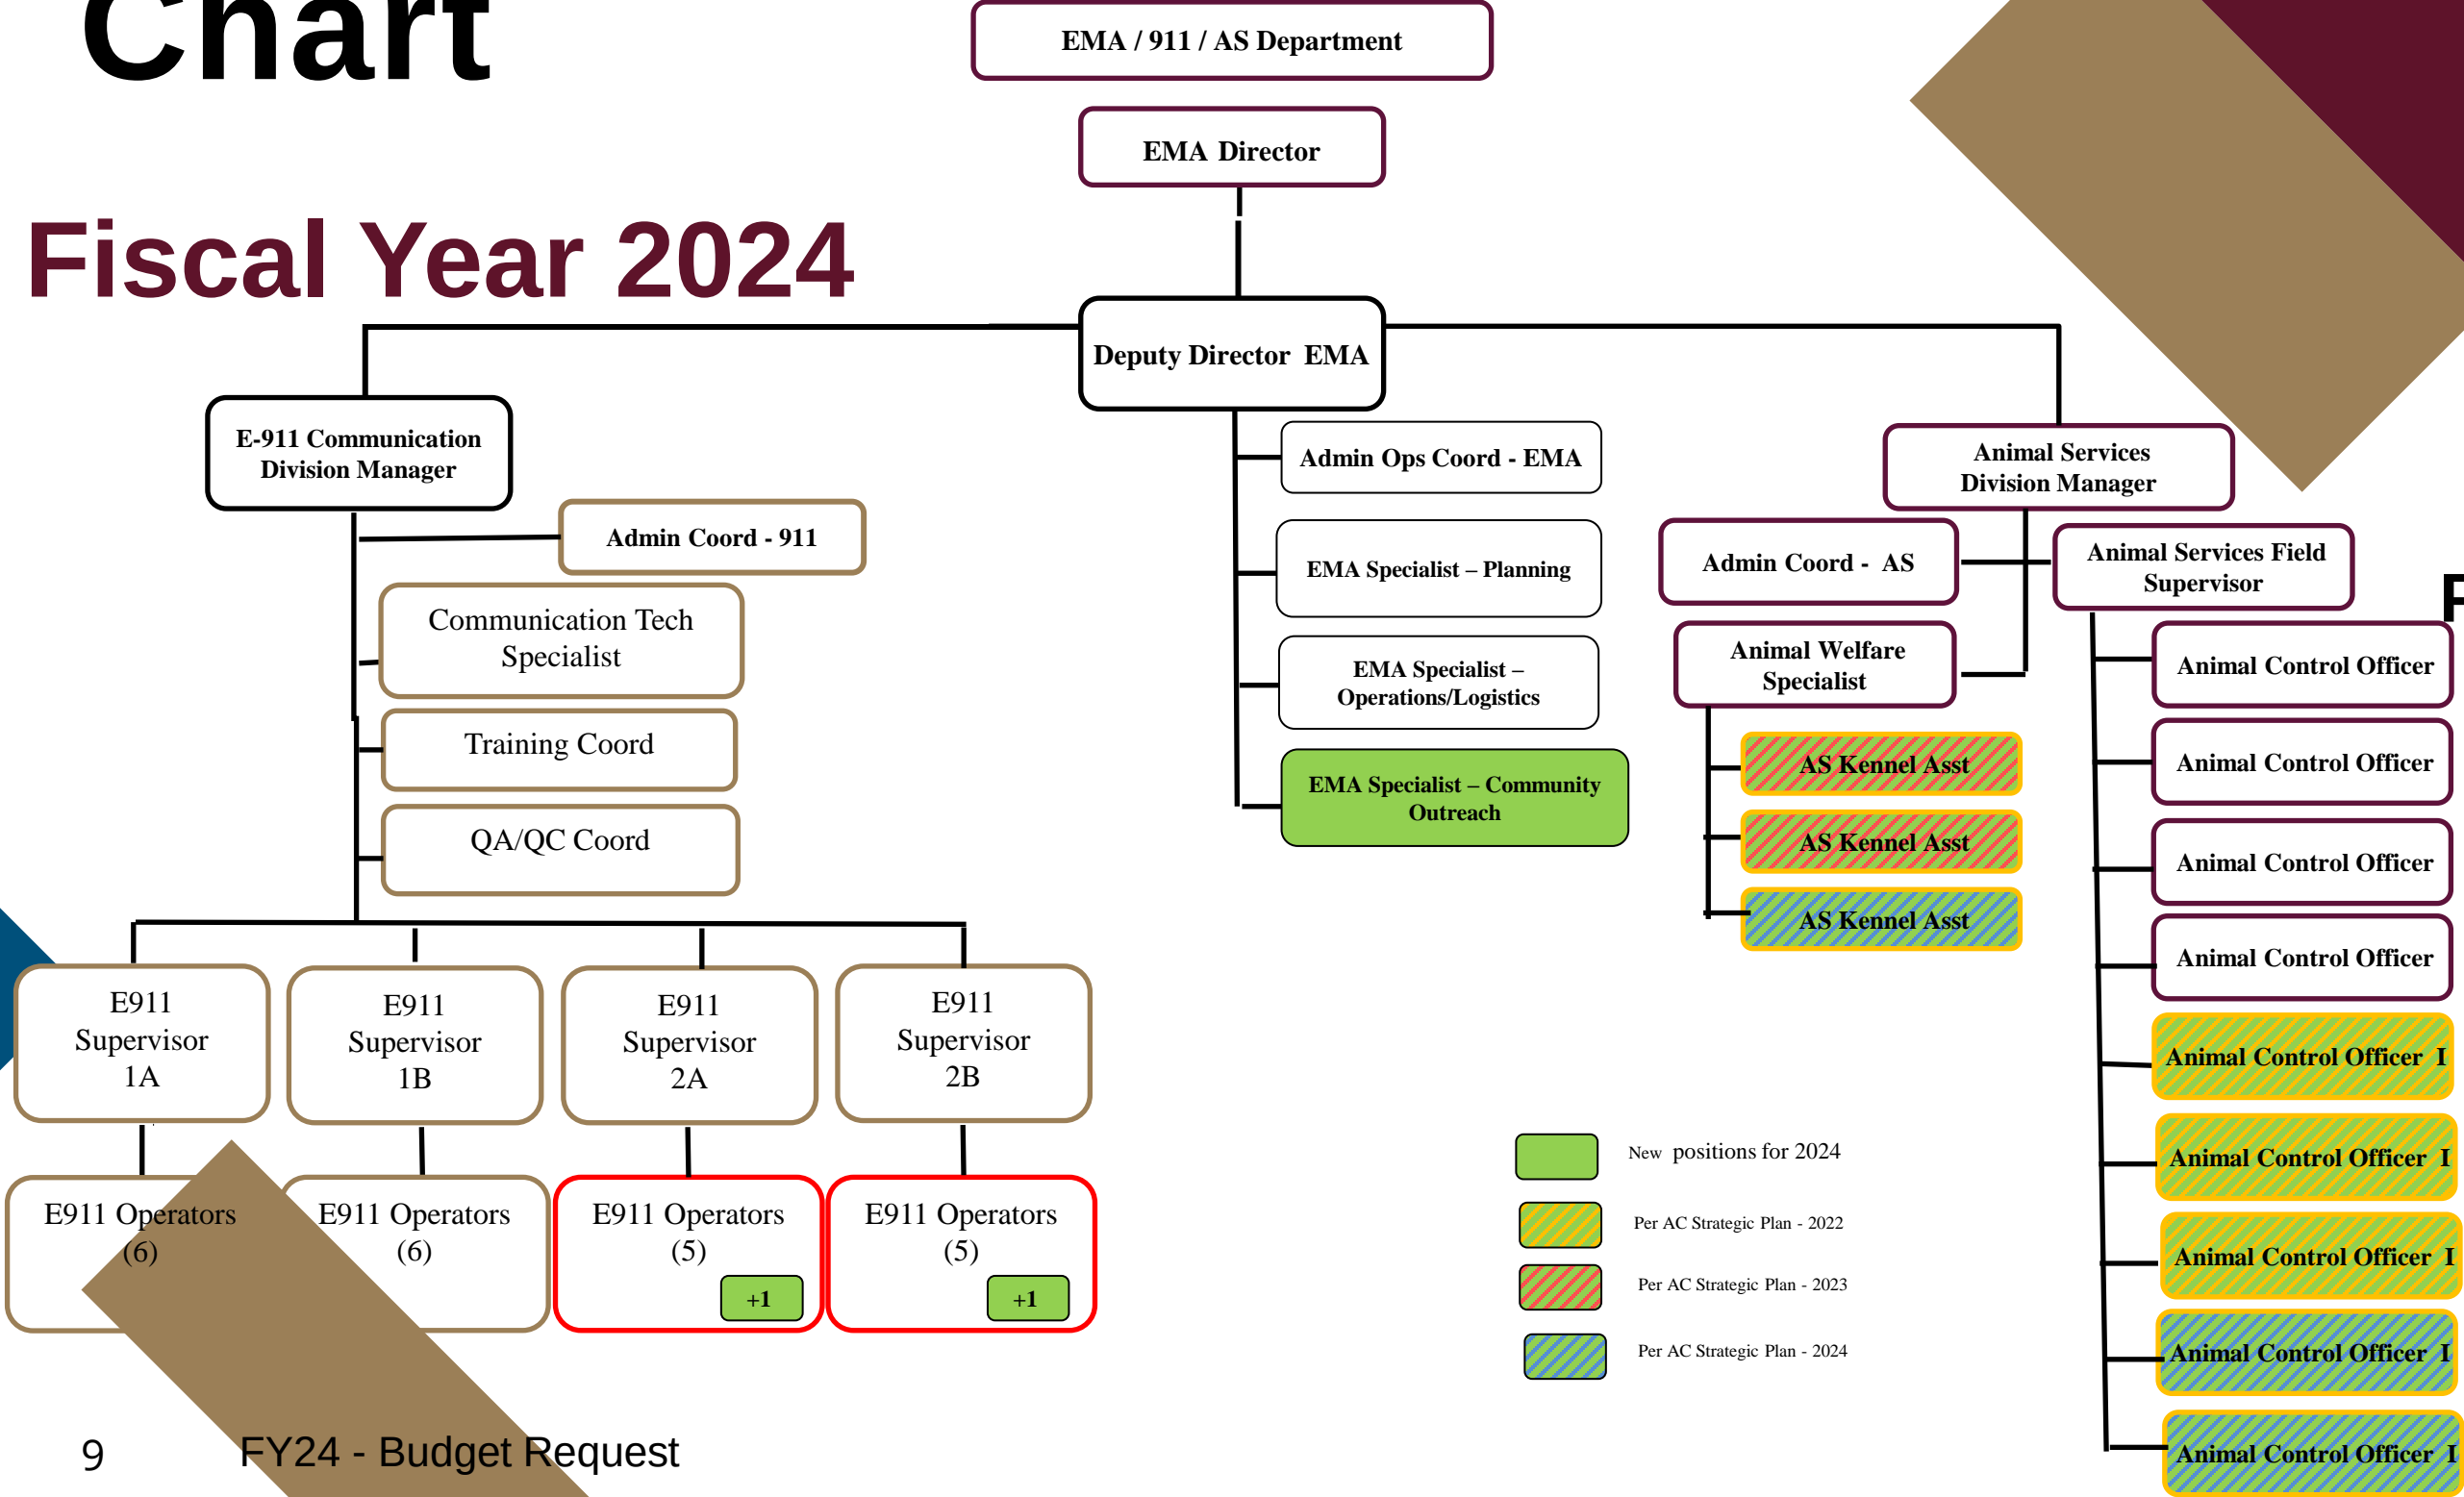 Chart
EMA / 911 / AS Department
EMA Director
Fiscal Year 2024
Deputy Director EMA
E-911 Communication
Division Manager
Admin Coord - 911
Communication Tech
Specialist
Training Coord
QA/QC Coord
E911
Supervisor
1A
E911
Supervisor
1B
E911
Supervisor
2A
E911
Supervisor
2B
E911 Operators
(6)
E911 Operators
(6)
E911 Operators
(5)
+1
E911 Operators
(5)
+1
Admin Ops Coord - EMA
EMA Specialist – Planning
EMA Specialist –
Operations/Logistics
EMA Specialist – Community
Outreach
Animal Services
Division Manager
Admin Coord - AS
Animal Services Field
Supervisor
F
Animal Welfare
Specialist
AS Kennel Asst
AS Kennel Asst
AS Kennel Asst
Animal Control Officer
Animal Control Officer
Animal Control Officer
Animal Control Officer
Animal Control Officer I
Animal Control Officer I
Animal Control Officer I
Animal Control Officer I
Animal Control Officer I
New positions for 2024
Per AC Strategic Plan - 2022
Per AC Strategic Plan - 2023
Per AC Strategic Plan - 2024
9
FY24 - Budget Request